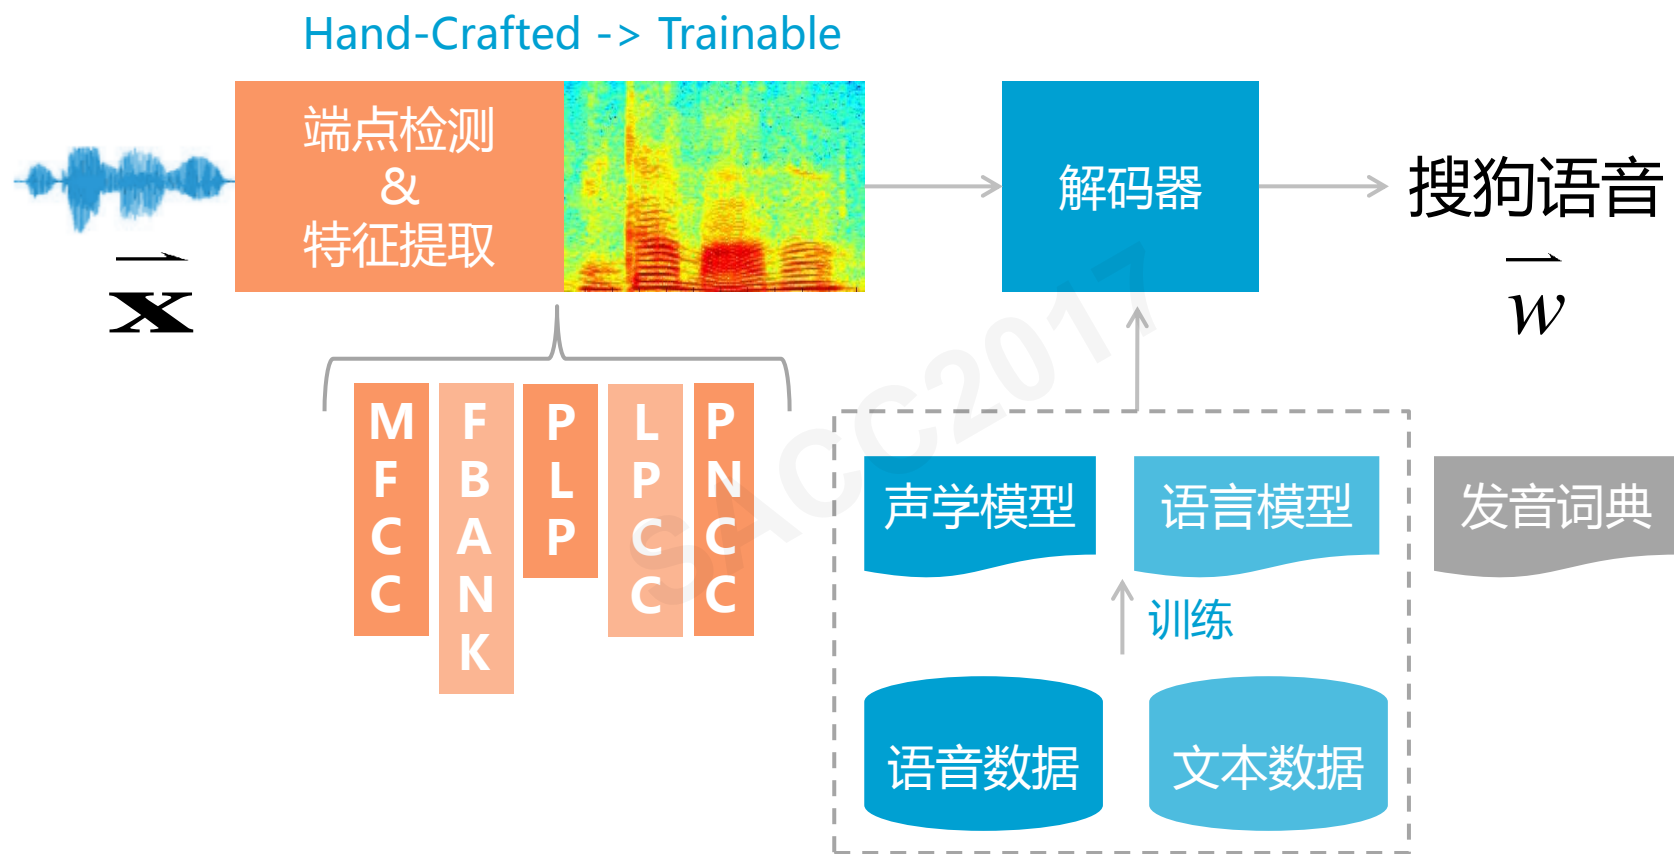 Hand-Crafted -> Trainable
端点检测
&
特征提取
解码器
搜狗语音
x
w
MFCC
FBANK
PLP
LPCC
PNCC
SACC2017
声学模型
语言模型
发音词典
训练
语音数据
文本数据